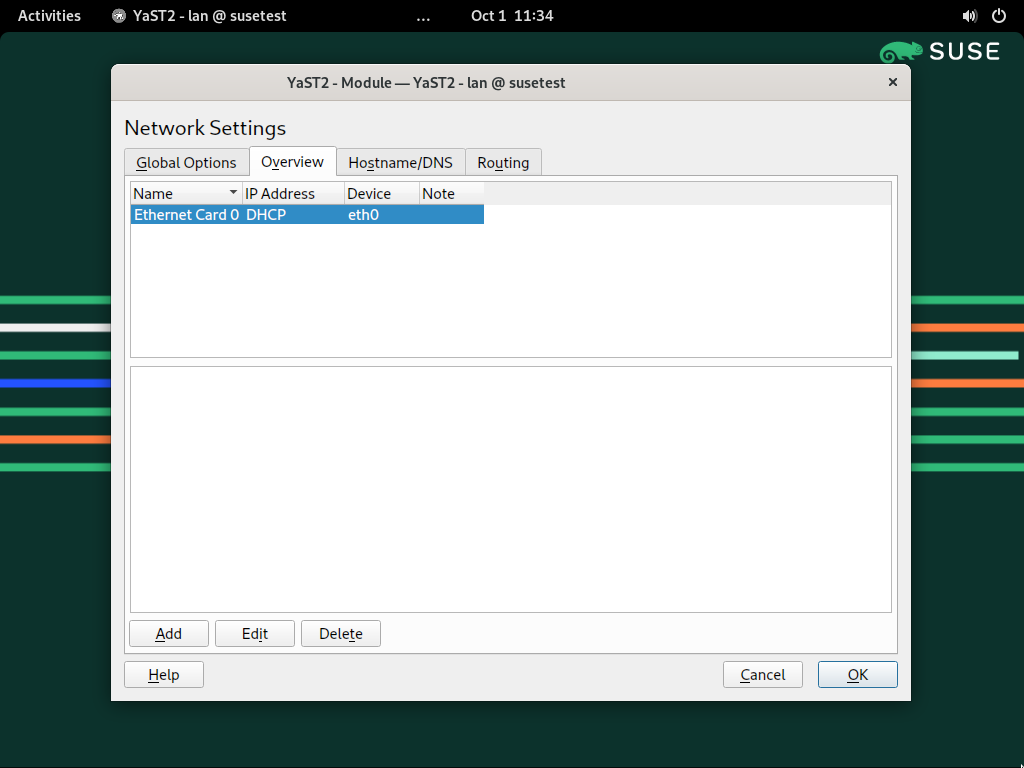 Activities YaST2 - lan @ susetest ... Oct 1 11:34
SUSE
YaST2 - Module — YaST2 - lan @ susetest
Network Settings
Global Options Overview Hostname/DNS Routing
Name IP Address Device Note
Ethernet Card 0 DHCP eth0
Add Edit Delete
Help Cancel OK